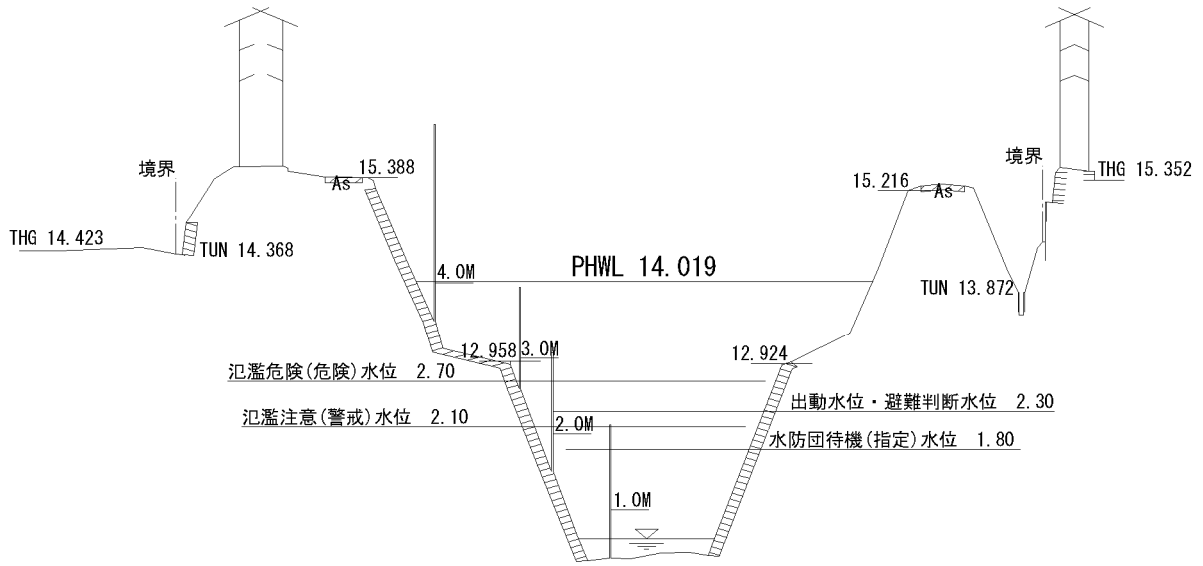 境界
15.388
As
THG 14.423
TUN 14.368
境界
THG 15.352
15.216
As
PHWL 14.019
4.0M
TUN 13.872
12.958
3.0M
12.924
氾濫危険(危険)水位 2.70
出動水位・避難判断水位 2.30
氾濫注意(警戒)水位 2.10
2.0M
水防団待機(指定)水位 1.80
1.0M